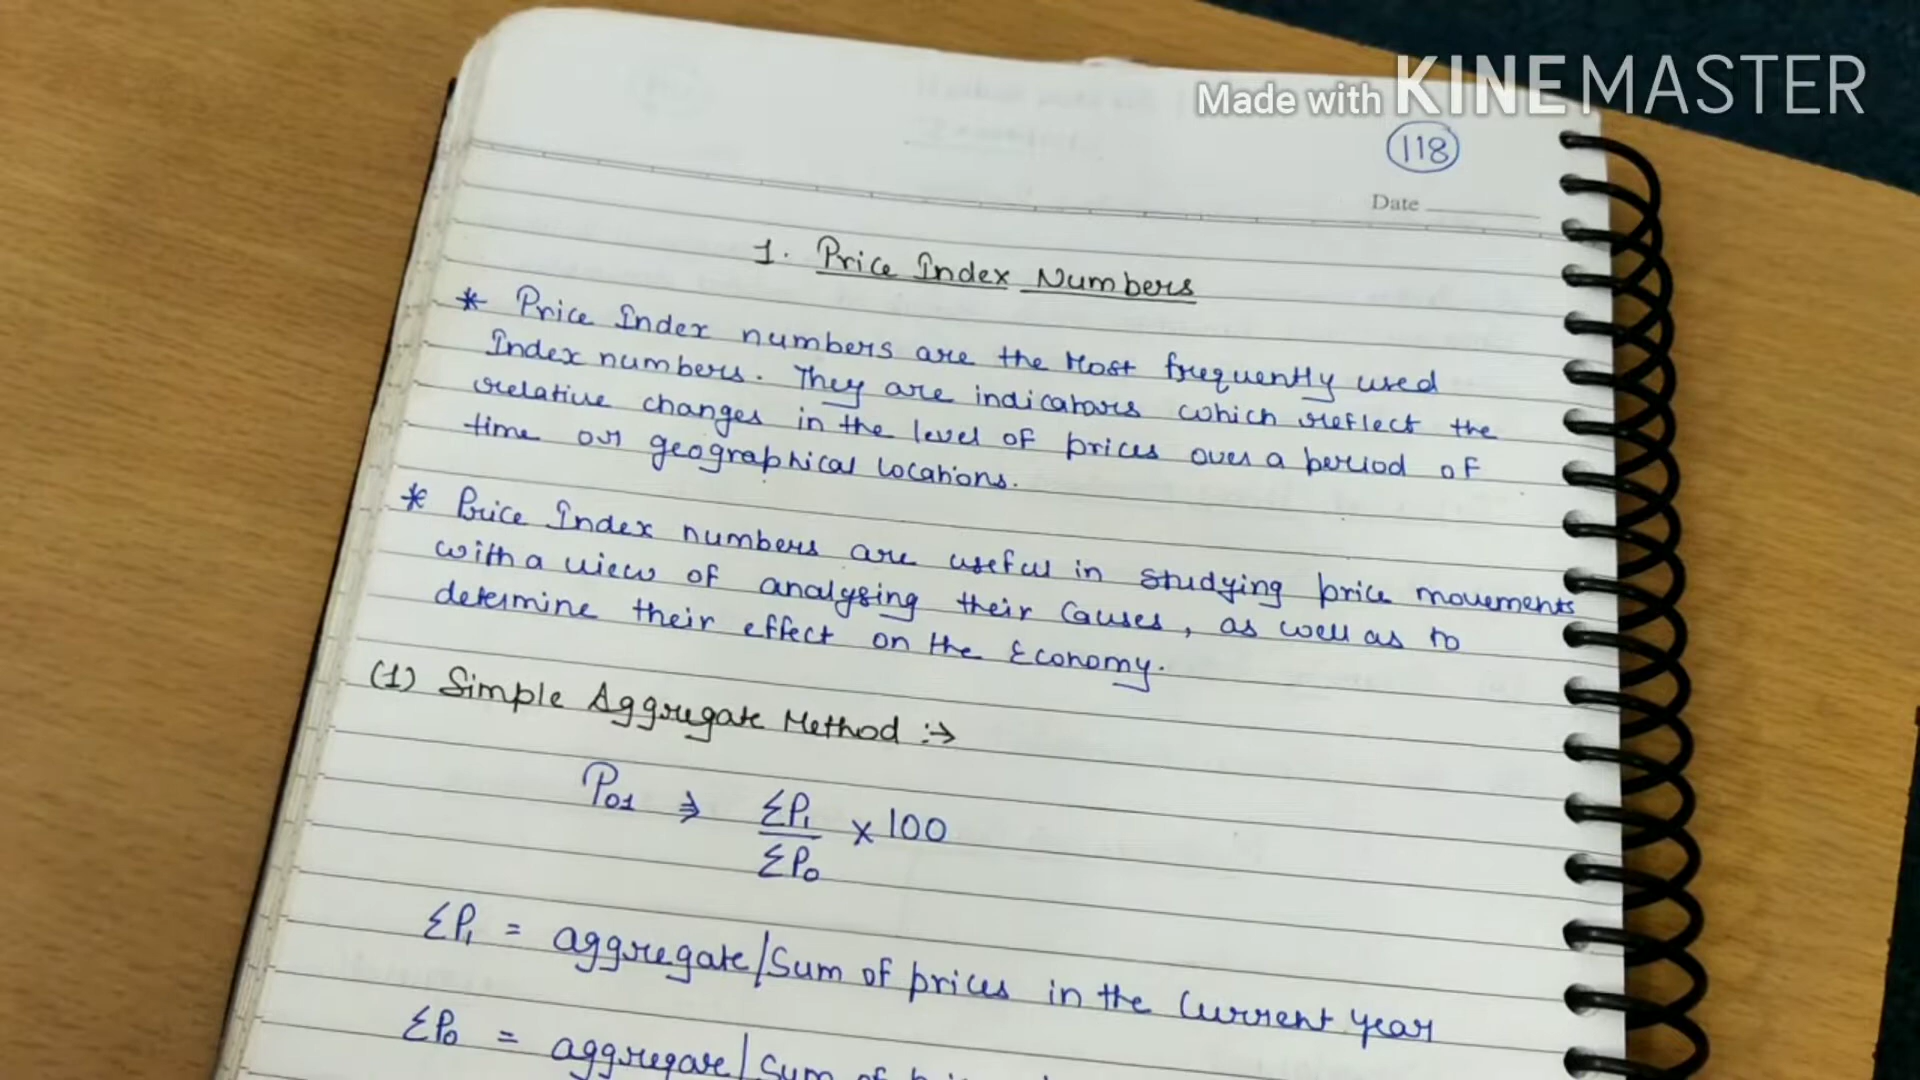 Made with KINEMASTER
118
Date
1. Price Index Numbers
* Price Index numbers are the Most frequently used
Index numbers. They are indicators which reflect the
relative changes in the level of prices over a period of
time or geographical locations.
* Price Index numbers are useful in studying price movements
with a view of analysing their causes, as well as to
determine their effect on the Economy.
(1) Simple Aggregate Method :→
P01 ⇒ ΣP1 / ΣP0 × 100
ΣP1 = aggregate/Sum of prices in the Current year
ΣP0 = aggregate/Sum of